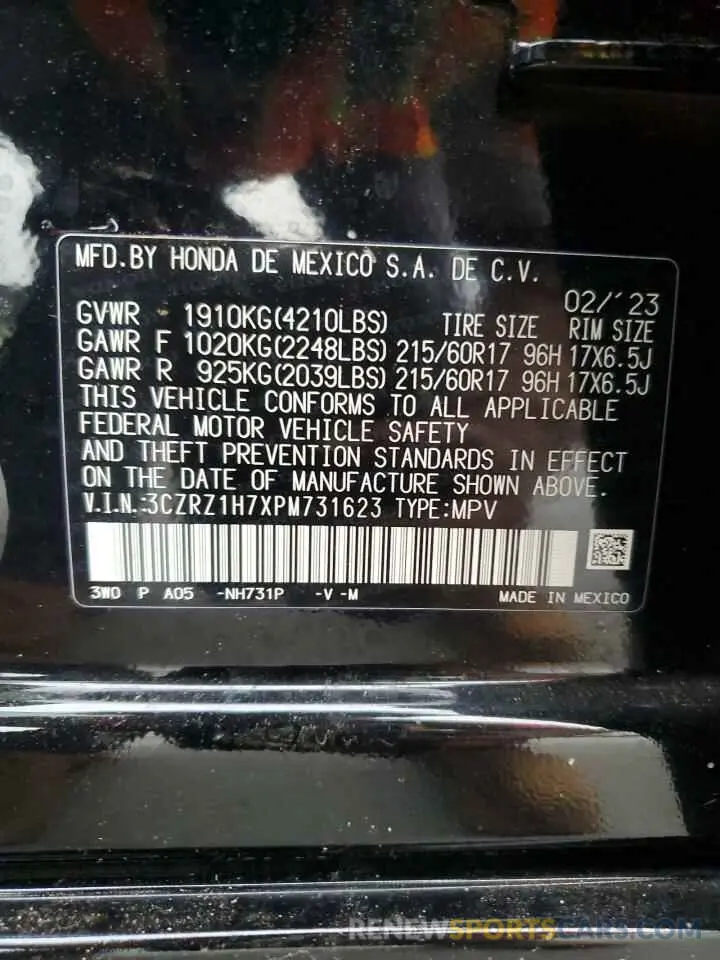 MFD.BY HONDA DE MEXICO S.A. DE C.V.
02/'23
GVWR 1910KG(4210LBS) TIRE SIZE RIM SIZE
GAWR F 1020KG(2248LBS) 215/60R17 96H 17X6.5J
GAWR R 925KG(2039LBS) 215/60R17 96H 17X6.5J
THIS VEHICLE CONFORMS TO ALL APPLICABLE
FEDERAL MOTOR VEHICLE SAFETY
AND THEFT PREVENTION STANDARDS IN EFFECT
ON THE DATE OF MANUFACTURE SHOWN ABOVE.
V.I.N.:3CZRZ1H7XPM731623 TYPE:MPV
3W0 P A05 -NH731P -V -M MADE IN MEXICO
AMERICANSPORTSCARS.COM